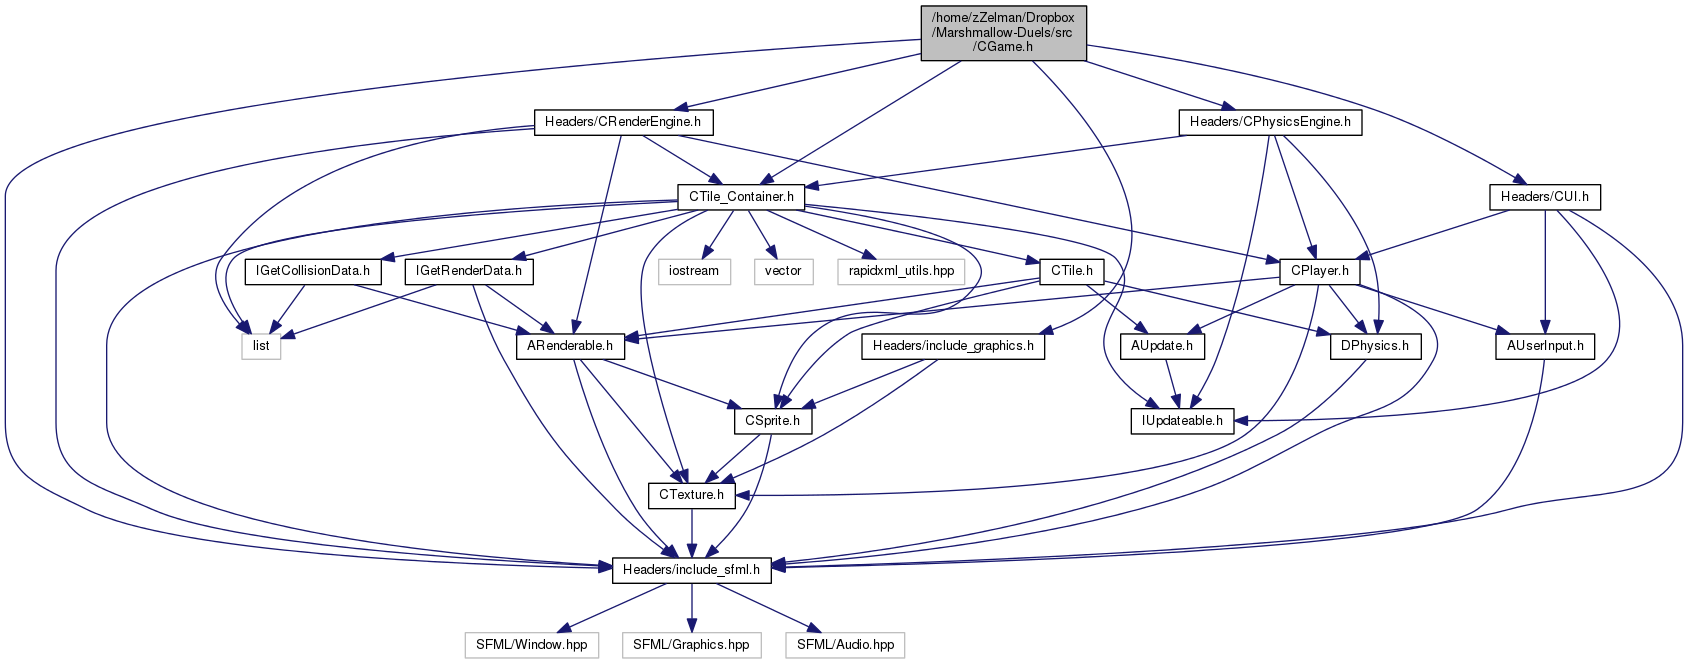 /home/zZelman/Dropbox
/Marshmallow-Duels/src
/CGame.h
Headers/CRenderEngine.h
Headers/CPhysicsEngine.h
CTile_Container.h
Headers/CUI.h
IGetCollisionData.h
IGetRenderData.h
iostream
vector
rapidxml_utils.hpp
CTile.h
CPlayer.h
list
ARenderable.h
Headers/include_graphics.h
AUpdate.h
DPhysics.h
AUserInput.h
CSprite.h
IUpdateable.h
CTexture.h
Headers/include_sfml.h
SFML/Window.hpp
SFML/Graphics.hpp
SFML/Audio.hpp